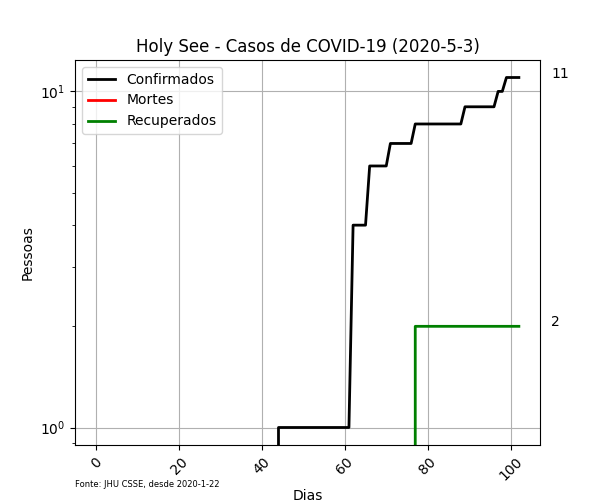 Holy See - Casos de COVID-19 (2020-5-3)
Confirmados
Mortes
Recuperados
11
2
10¹
10⁰
Pessoas
0
20
40
60
80
100
Fonte: JHU CSSE, desde 2020-1-22
Dias